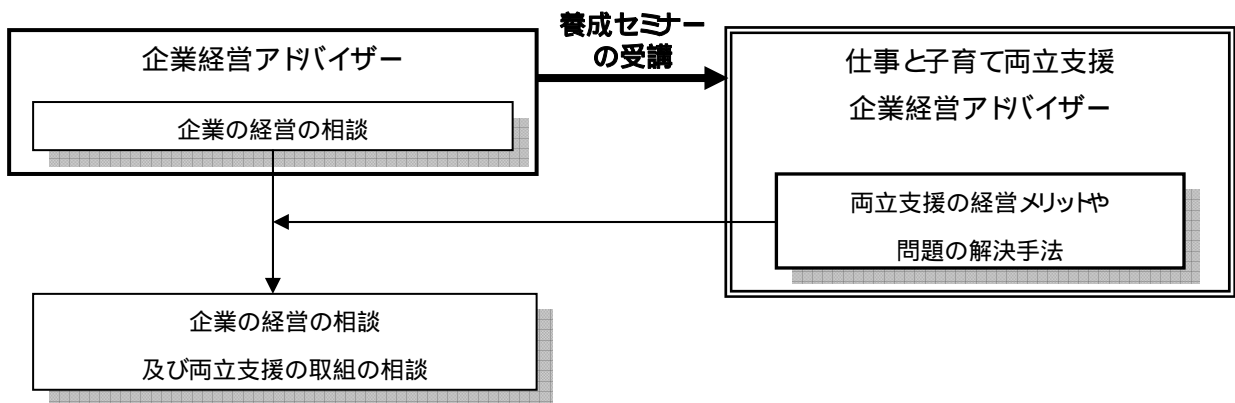 養成セミナー
の受講
企業経営アドバイザー
企業の経営の相談
仕事と子育て両立支援
企業経営アドバイザー
両立支援の経営メリットや
問題の解決手法
企業の経営の相談
及び両立支援の取組の相談